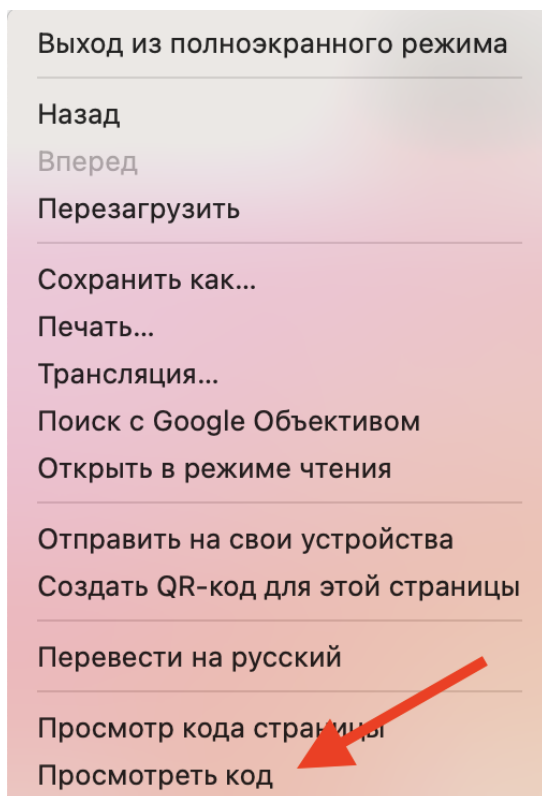 Выход из полноэкранного режима
Назад
Вперед
Перезагрузить
Сохранить как...
Печать...
Трансляция...
Поиск с Google Объективом
Открыть в режиме чтения
Отправить на свои устройства
Создать QR-код для этой страницы
Перевести на русский
Просмотр кода страницы
Просмотреть код